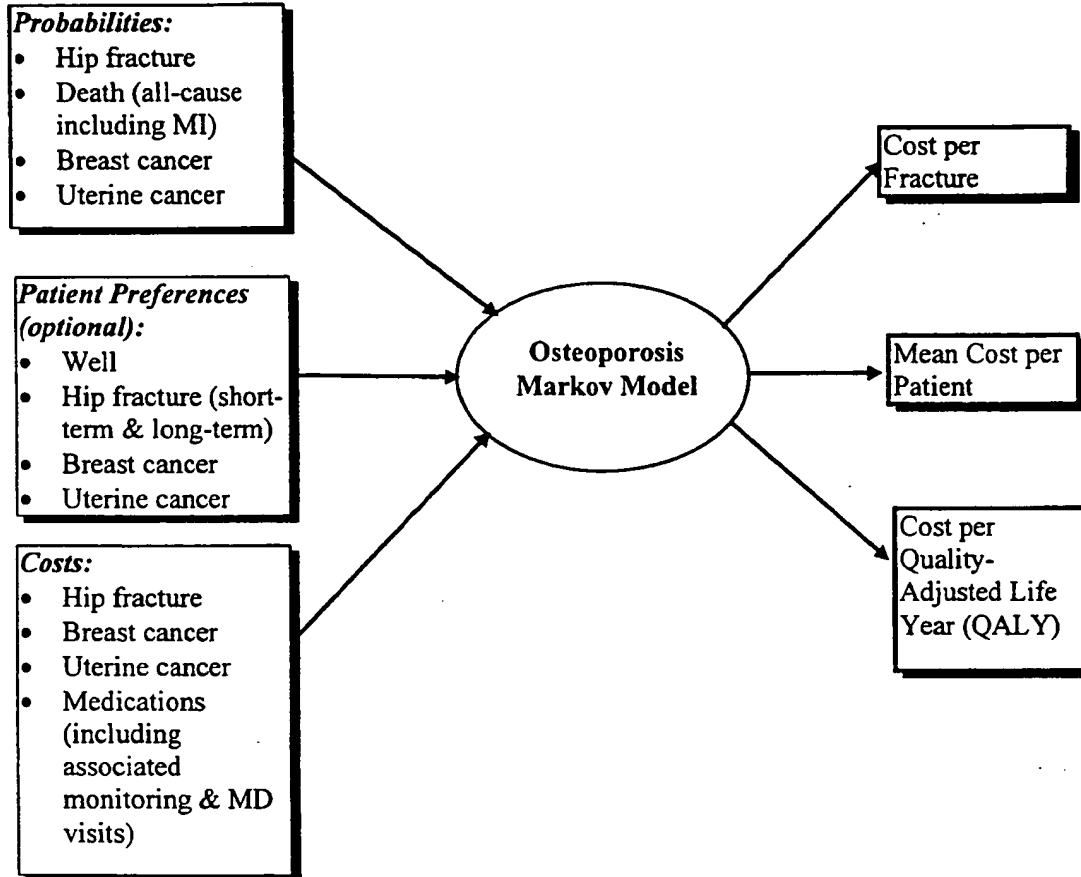 Probabilities:
• Hip fracture
• Death (all-cause
including MI)
• Breast cancer
• Uterine cancer
Patient Preferences
(optional):
• Well
• Hip fracture (short-
term & long-term)
• Breast cancer
• Uterine cancer
Costs:
• Hip fracture
• Breast cancer
• Uterine cancer
• Medications
(including
associated
monitoring & MD
visits)
Osteoporosis
Markov Model
Cost per
Fracture
Mean Cost per
Patient
Cost per
Quality-
Adjusted Life
Year (QALY)